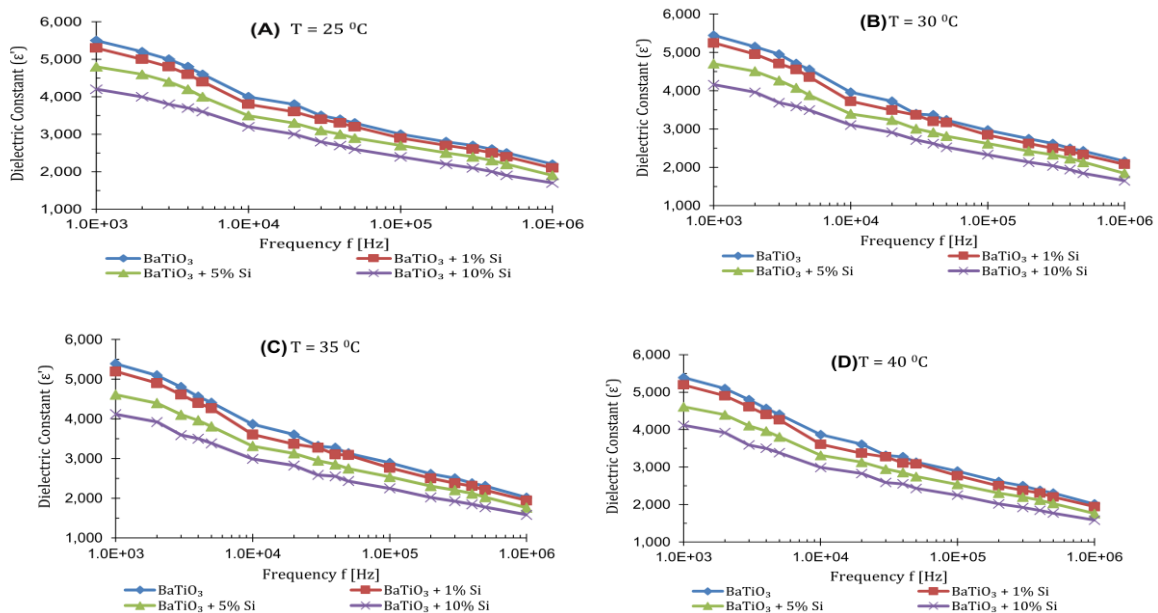 (A) T = 25 ⁰C
Dielectric Constant (ε')
6,000
5,000
4,000
3,000
2,000
1,000
1.0E+03 1.0E+04 1.0E+05 1.0E+06
Frequency f [Hz]
BaTiO₃ BaTiO₃ + 1% Si
BaTiO₃ + 5% Si BaTiO₃ + 10% Si
(B) T = 30 ⁰C
Dielectric Constant (ε')
6,000
5,000
4,000
3,000
2,000
1,000
1.0E+03 1.0E+04 1.0E+05 1.0E+06
Frequency f [Hz]
BaTiO₃ BaTiO₃ + 1% Si
BaTiO₃ + 5% Si BaTiO₃ + 10% Si
(C) T = 35 ⁰C
Dielectric Constant (ε')
6,000
5,000
4,000
3,000
2,000
1,000
1.0E+03 1.0E+04 1.0E+05 1.0E+06
Frequency f [Hz]
BaTiO₃ BaTiO₃ + 1% Si
BaTiO₃ + 5% Si BaTiO₃ + 10% Si
(D) T = 40 ⁰C
Dielectric Constant (ε')
6,000
5,000
4,000
3,000
2,000
1,000
1.0E+03 1.0E+04 1.0E+05 1.0E+06
Frequency f [Hz]
BaTiO₃ BaTiO₃ + 1% Si
BaTiO₃ + 5% Si BaTiO₃ + 10% Si